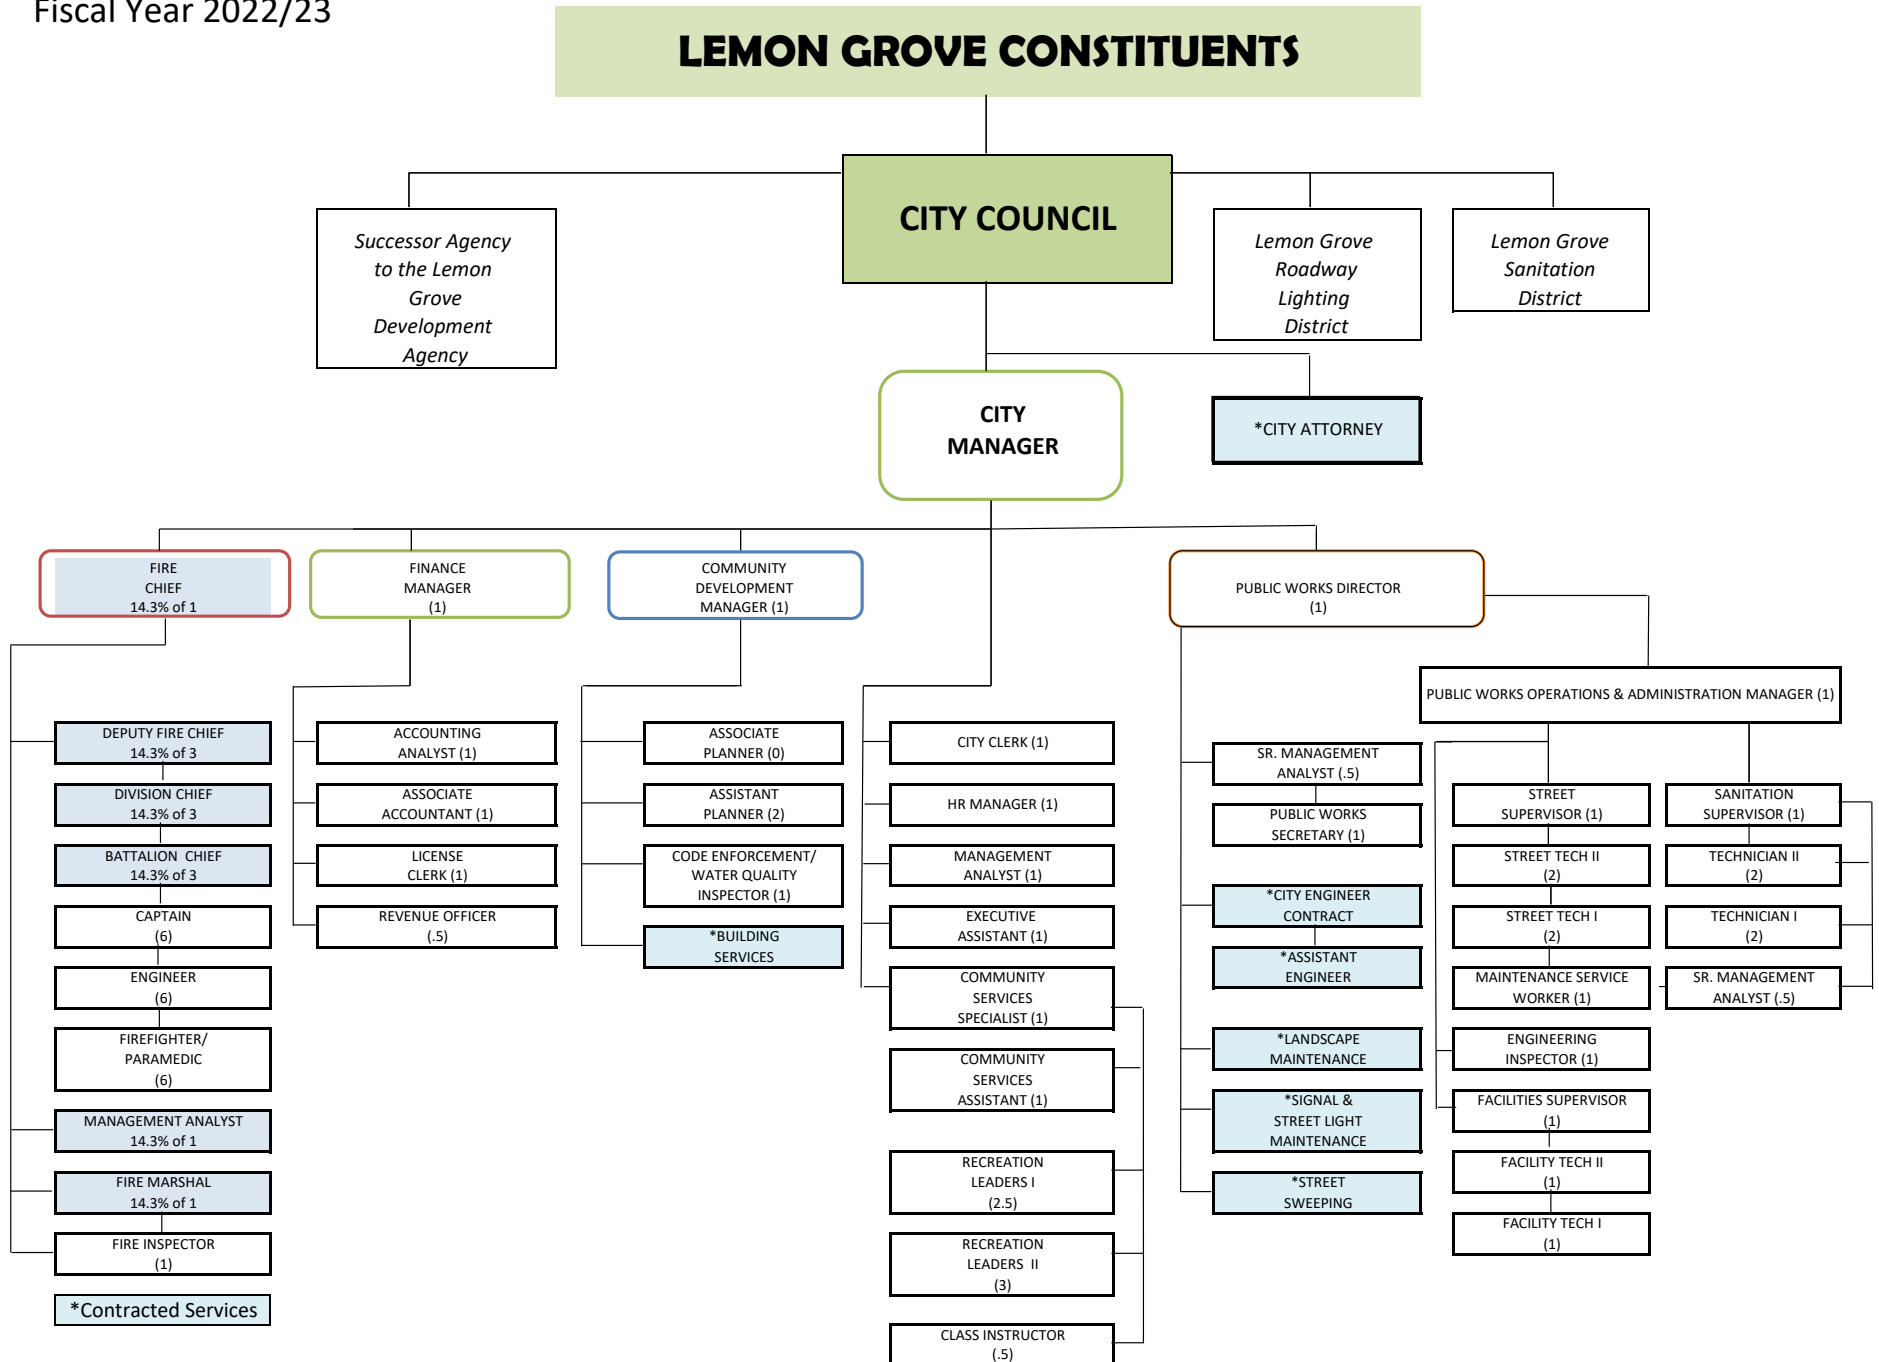 Fiscal Year 2022/23
LEMON GROVE CONSTITUENTS
CITY COUNCIL
Successor Agency
to the Lemon
Grove
Development
Agency
Lemon Grove
Roadway
Lighting
District
Lemon Grove
Sanitation
District
CITY
MANAGER
*CITY ATTORNEY
FIRE
CHIEF
14.3% of 1
FINANCE
MANAGER
(1)
COMMUNITY
DEVELOPMENT
MANAGER (1)
PUBLIC WORKS DIRECTOR
(1)
PUBLIC WORKS OPERATIONS & ADMINISTRATION MANAGER (1)
DEPUTY FIRE CHIEF
14.3% of 3
DIVISION CHIEF
14.3% of 3
BATTALION  CHIEF
14.3% of 3
CAPTAIN
(6)
ENGINEER
(6)
FIREFIGHTER/
PARAMEDIC
(6)
MANAGEMENT ANALYST
14.3% of 1
FIRE MARSHAL
14.3% of 1
FIRE INSPECTOR
(1)
*Contracted Services
ACCOUNTING
ANALYST (1)
ASSOCIATE
ACCOUNTANT (1)
LICENSE
CLERK (1)
REVENUE OFFICER
(.5)
ASSOCIATE
PLANNER (0)
ASSISTANT
PLANNER (2)
CODE ENFORCEMENT/
WATER QUALITY
INSPECTOR (1)
*BUILDING
SERVICES
CITY CLERK (1)
HR MANAGER (1)
MANAGEMENT
ANALYST (1)
EXECUTIVE
ASSISTANT (1)
COMMUNITY
SERVICES
SPECIALIST (1)
COMMUNITY
SERVICES
ASSISTANT (1)
RECREATION
LEADERS I
(2.5)
RECREATION
LEADERS  II
(3)
CLASS INSTRUCTOR
(.5)
SR. MANAGEMENT
ANALYST (.5)
PUBLIC WORKS
SECRETARY (1)
*CITY ENGINEER
CONTRACT
*ASSISTANT
ENGINEER
*LANDSCAPE
MAINTENANCE
*SIGNAL &
STREET LIGHT
MAINTENANCE
*STREET
SWEEPING
STREET
SUPERVISOR (1)
STREET TECH II
(2)
STREET TECH I
(2)
MAINTENANCE SERVICE
WORKER (1)
ENGINEERING
INSPECTOR (1)
FACILITIES SUPERVISOR
(1)
FACILITY TECH II
(1)
FACILITY TECH I
(1)
SANITATION
SUPERVISOR (1)
TECHNICIAN II
(2)
TECHNICIAN I
(2)
SR. MANAGEMENT
ANALYST (.5)